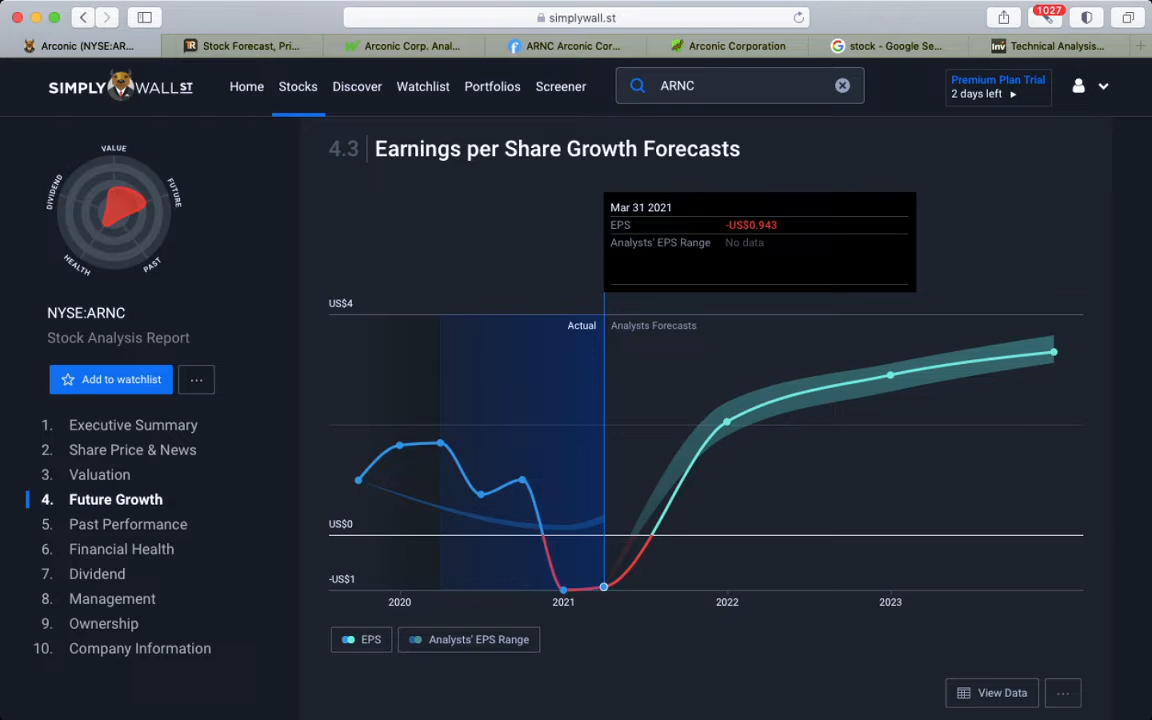 simplywall.st
1027
Arconic (NYSE:AR...
Stock Forecast, Pri...
Arconic Corp. Anal...
ARNC Arconic Cor...
Arconic Corporation
stock - Google Se...
Inv Technical Analysis...
SIMPLY WALL ST
Home
Stocks
Discover
Watchlist
Portfolios
Screener
ARNC
Premium Plan Trial
2 days left
VALUE
FUTURE
PAST
HEALTH
DIVIDEND
NYSE:ARNC
Stock Analysis Report
Add to watchlist
...
1. Executive Summary
2. Share Price & News
3. Valuation
4. Future Growth
5. Past Performance
6. Financial Health
7. Dividend
8. Management
9. Ownership
10. Company Information
4.3 Earnings per Share Growth Forecasts
Mar 31 2021
EPS -US$0.943
Analysts' EPS Range No data
US$4
Actual
Analysts Forecasts
US$0
-US$1
2020
2021
2022
2023
EPS
Analysts' EPS Range
View Data
...